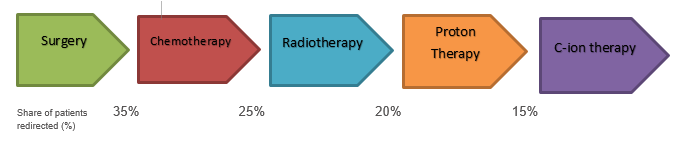 Surgery
Chemotherapy
Radiotherapy
Proton
Therapy
C-ion therapy
Share of patients
redirected (%)
35%
25%
20%
15%